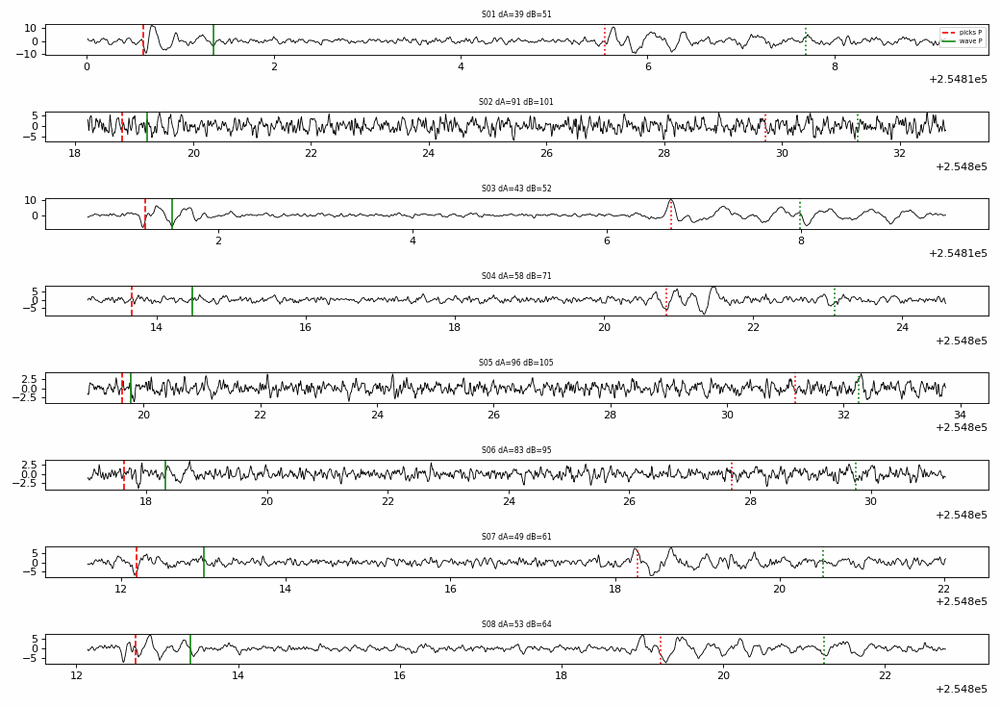 S01 dA=39 dB=51
10
0
−10
picks P
wave P
0 2 4 6 8
+2.5481e5
S02 dA=91 dB=101
5
0
−5
18 20 22 24 26 28 30 32
+2.548e5
S03 dA=43 dB=52
10
0
2 4 6 8
+2.5481e5
S04 dA=58 dB=71
5
0
−5
14 16 18 20 22 24
+2.548e5
S05 dA=96 dB=105
2.5
0.0
−2.5
20 22 24 26 28 30 32 34
+2.548e5
S06 dA=83 dB=95
2.5
0.0
−2.5
18 20 22 24 26 28 30
+2.548e5
S07 dA=49 dB=61
5
0
−5
12 14 16 18 20 22
+2.548e5
S08 dA=53 dB=64
5
0
−5
12 14 16 18 20 22
+2.548e5